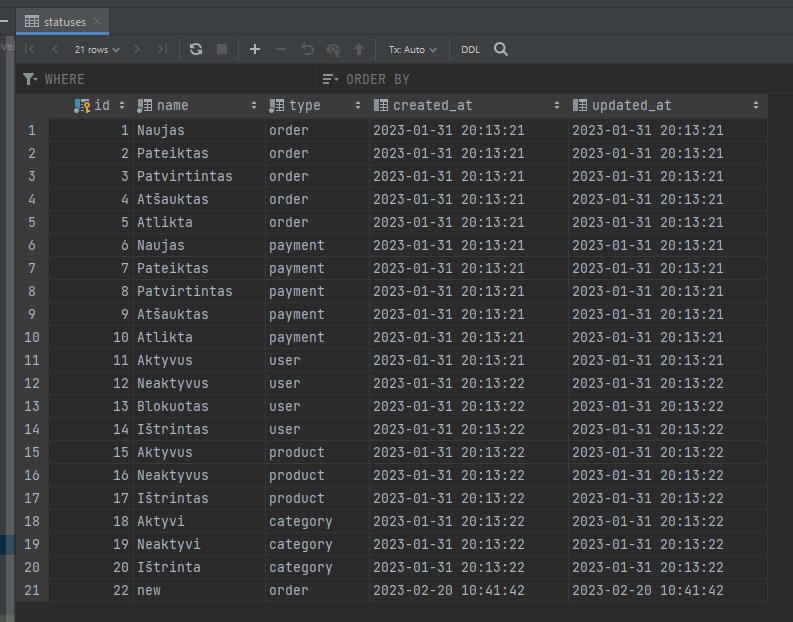 statuses
21 rows Tx: Auto DDL
WHERE ORDER BY
id name type created_at updated_at
1 1 Naujas order 2023-01-31 20:13:21 2023-01-31 20:13:21
2 2 Pateiktas order 2023-01-31 20:13:21 2023-01-31 20:13:21
3 3 Patvirtintas order 2023-01-31 20:13:21 2023-01-31 20:13:21
4 4 Atšauktas order 2023-01-31 20:13:21 2023-01-31 20:13:21
5 5 Atlikta order 2023-01-31 20:13:21 2023-01-31 20:13:21
6 6 Naujas payment 2023-01-31 20:13:21 2023-01-31 20:13:21
7 7 Pateiktas payment 2023-01-31 20:13:21 2023-01-31 20:13:21
8 8 Patvirtintas payment 2023-01-31 20:13:21 2023-01-31 20:13:21
9 9 Atšauktas payment 2023-01-31 20:13:21 2023-01-31 20:13:21
10 10 Atlikta payment 2023-01-31 20:13:21 2023-01-31 20:13:21
11 11 Aktyvus user 2023-01-31 20:13:21 2023-01-31 20:13:21
12 12 Neaktyvus user 2023-01-31 20:13:22 2023-01-31 20:13:22
13 13 Blokuotas user 2023-01-31 20:13:22 2023-01-31 20:13:22
14 14 Ištrintas user 2023-01-31 20:13:22 2023-01-31 20:13:22
15 15 Aktyvus product 2023-01-31 20:13:22 2023-01-31 20:13:22
16 16 Neaktyvus product 2023-01-31 20:13:22 2023-01-31 20:13:22
17 17 Ištrintas product 2023-01-31 20:13:22 2023-01-31 20:13:22
18 18 Aktyvi category 2023-01-31 20:13:22 2023-01-31 20:13:22
19 19 Neaktyvi category 2023-01-31 20:13:22 2023-01-31 20:13:22
20 20 Ištrinta category 2023-01-31 20:13:22 2023-01-31 20:13:22
21 22 new order 2023-02-20 10:41:42 2023-02-20 10:41:42